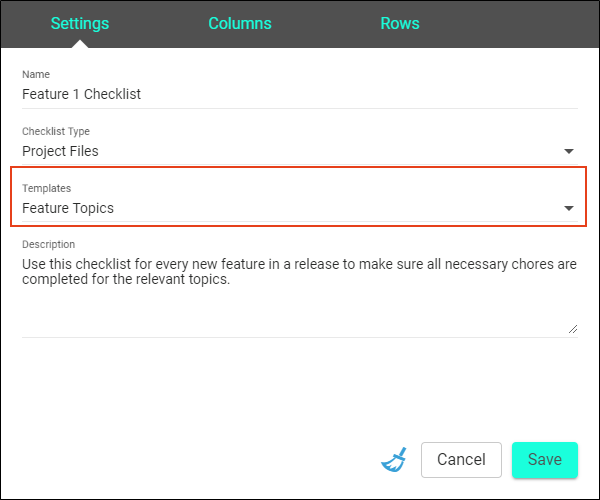 Settings Columns Rows
Name
Feature 1 Checklist
Checklist Type
Project Files
Templates
Feature Topics
Description
Use this checklist for every new feature in a release to make sure all necessary chores are
completed for the relevant topics.
Cancel Save